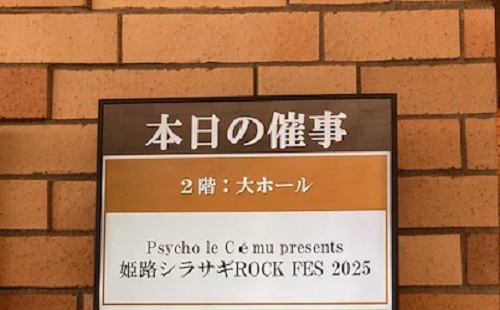 本日の催事
2階：大ホール
Psycho le Cému presents
姫路シラサギROCK FES 2025